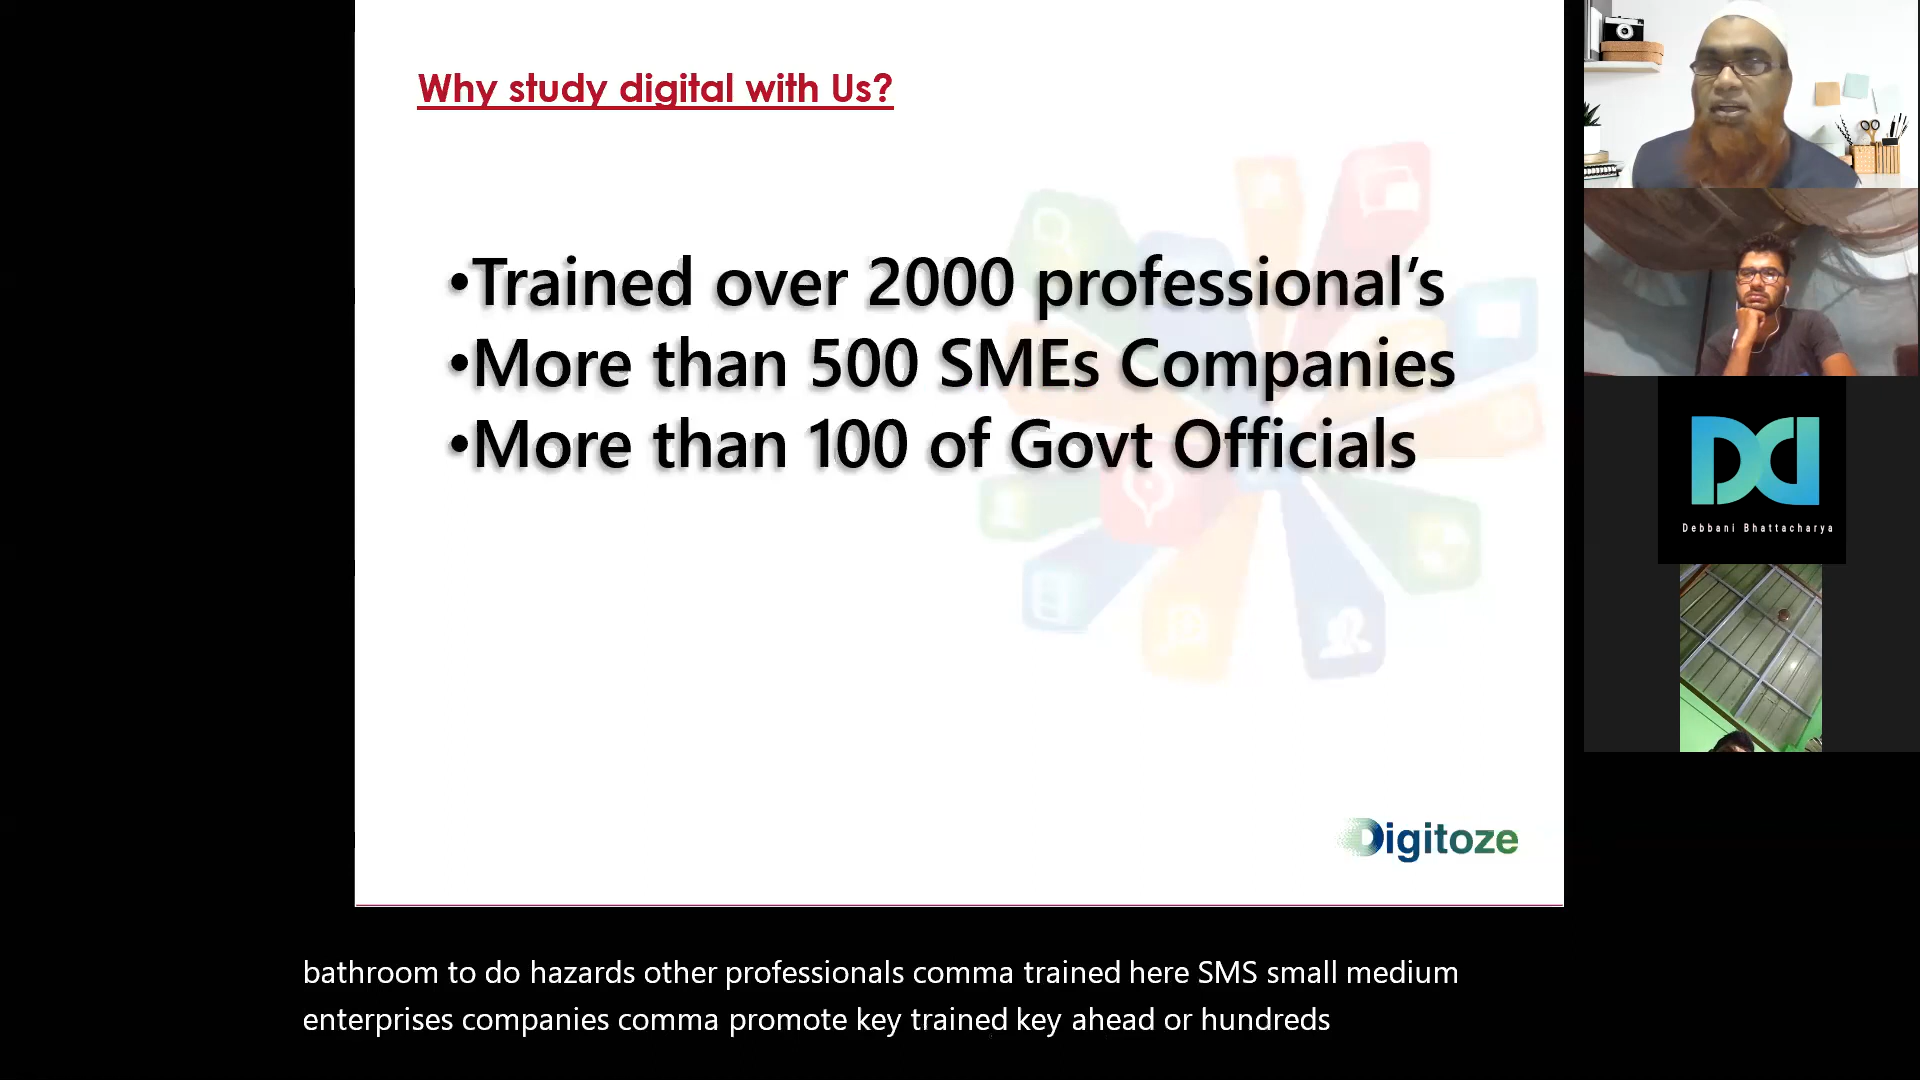 Why study digital with Us?
•Trained over 2000 professional’s
•More than 500 SMEs Companies
•More than 100 of Govt Officials
Digitoze
DD
Debbani Bhattacharya
bathroom to do hazards other professionals comma trained here SMS small medium
enterprises companies comma promote key trained key ahead or hundreds